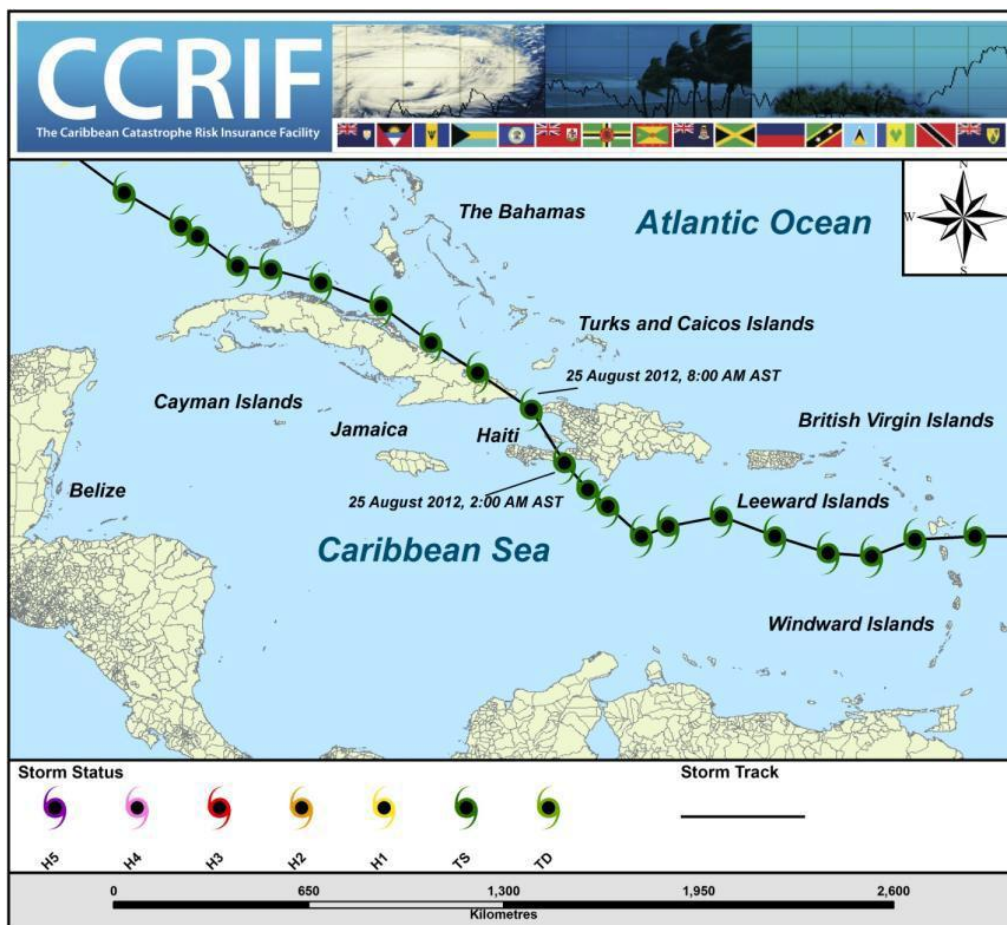 CCRIF
The Caribbean Catastrophe Risk Insurance Facility
N
W
E
S
The Bahamas
Atlantic Ocean
Turks and Caicos Islands
25 August 2012, 8:00 AM AST
Cayman Islands
Jamaica
Haiti
British Virgin Islands
Belize
25 August 2012, 2:00 AM AST
Leeward Islands
Caribbean Sea
Windward Islands
Storm Status
Storm Track
H5
H4
H3
H2
H1
TS
TD
0
650
1,300
1,950
2,600
Kilometres